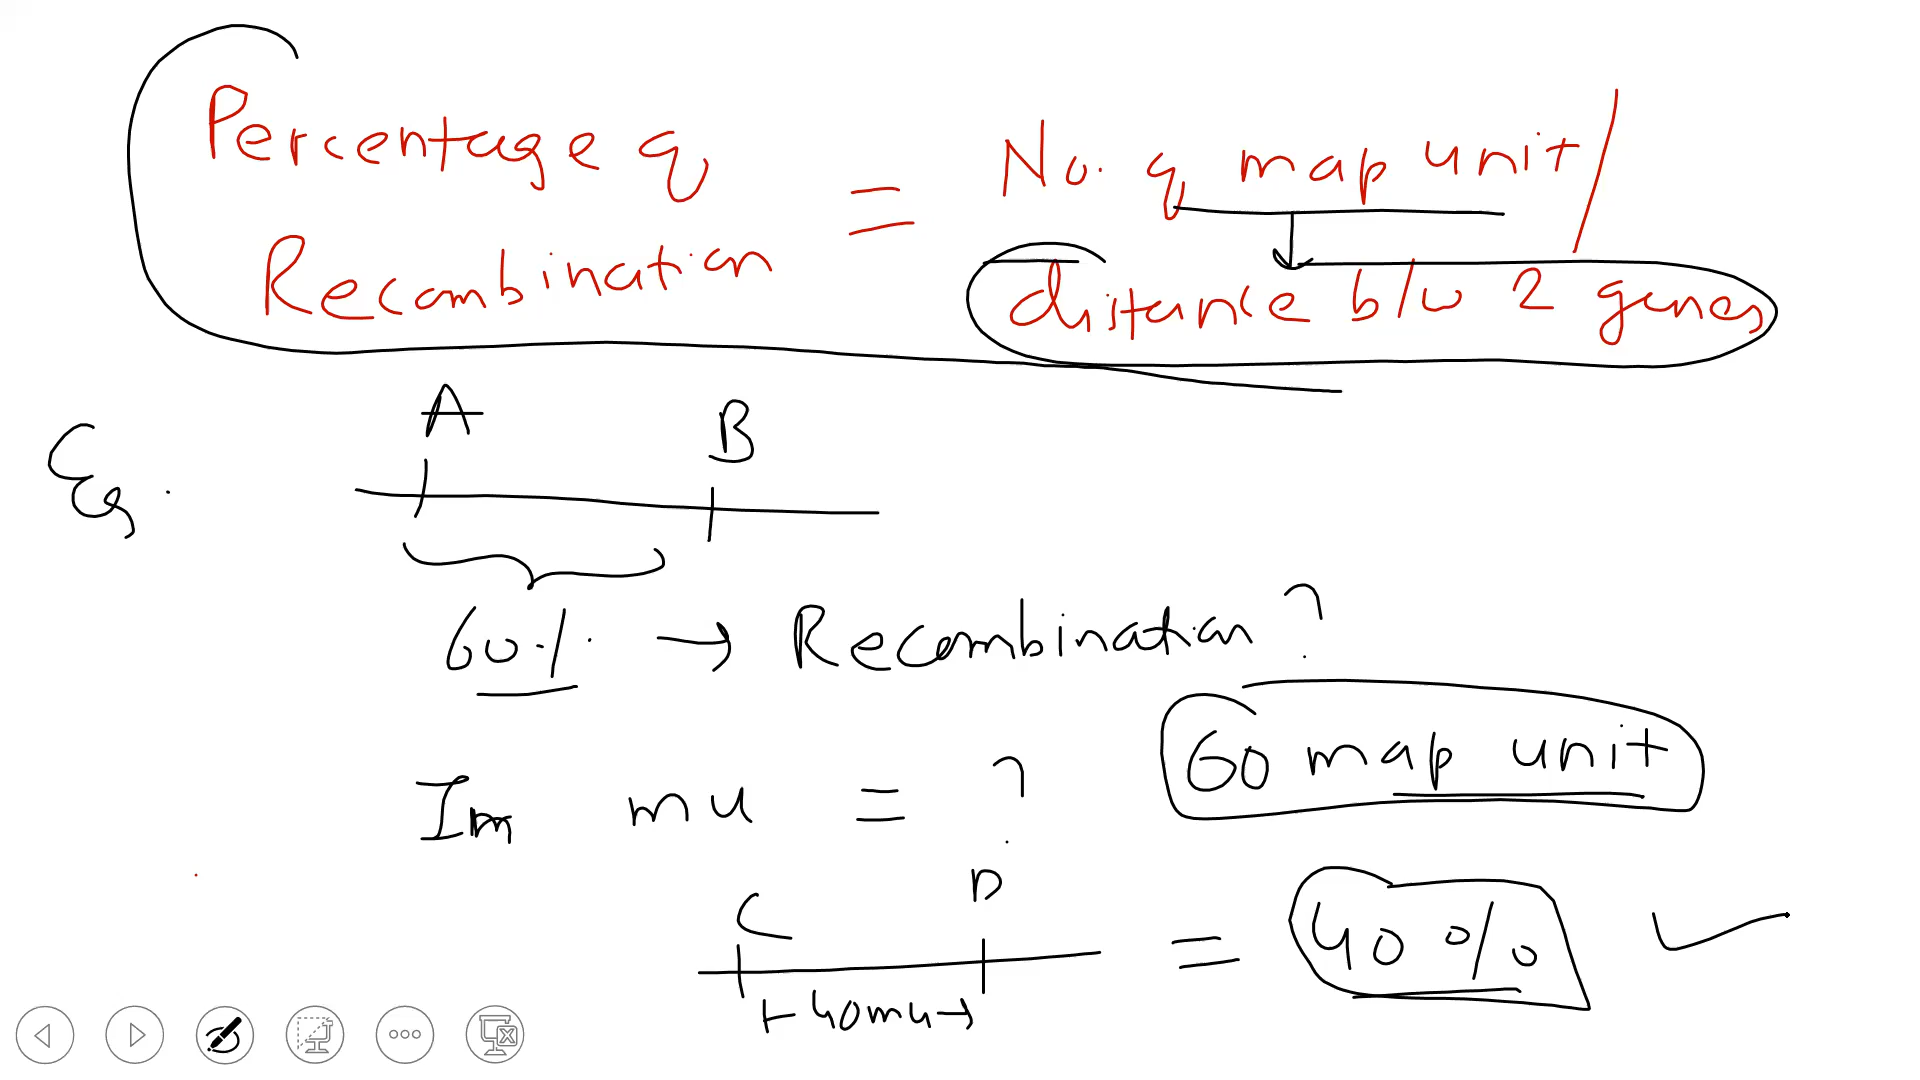 Percentage of
Recombination
=
No. of map unit/
distance b/w 2 genes
Eg.
A B
60% → Recombination?
60 map unit
Im mu = ?
C D
40mu
= 40%